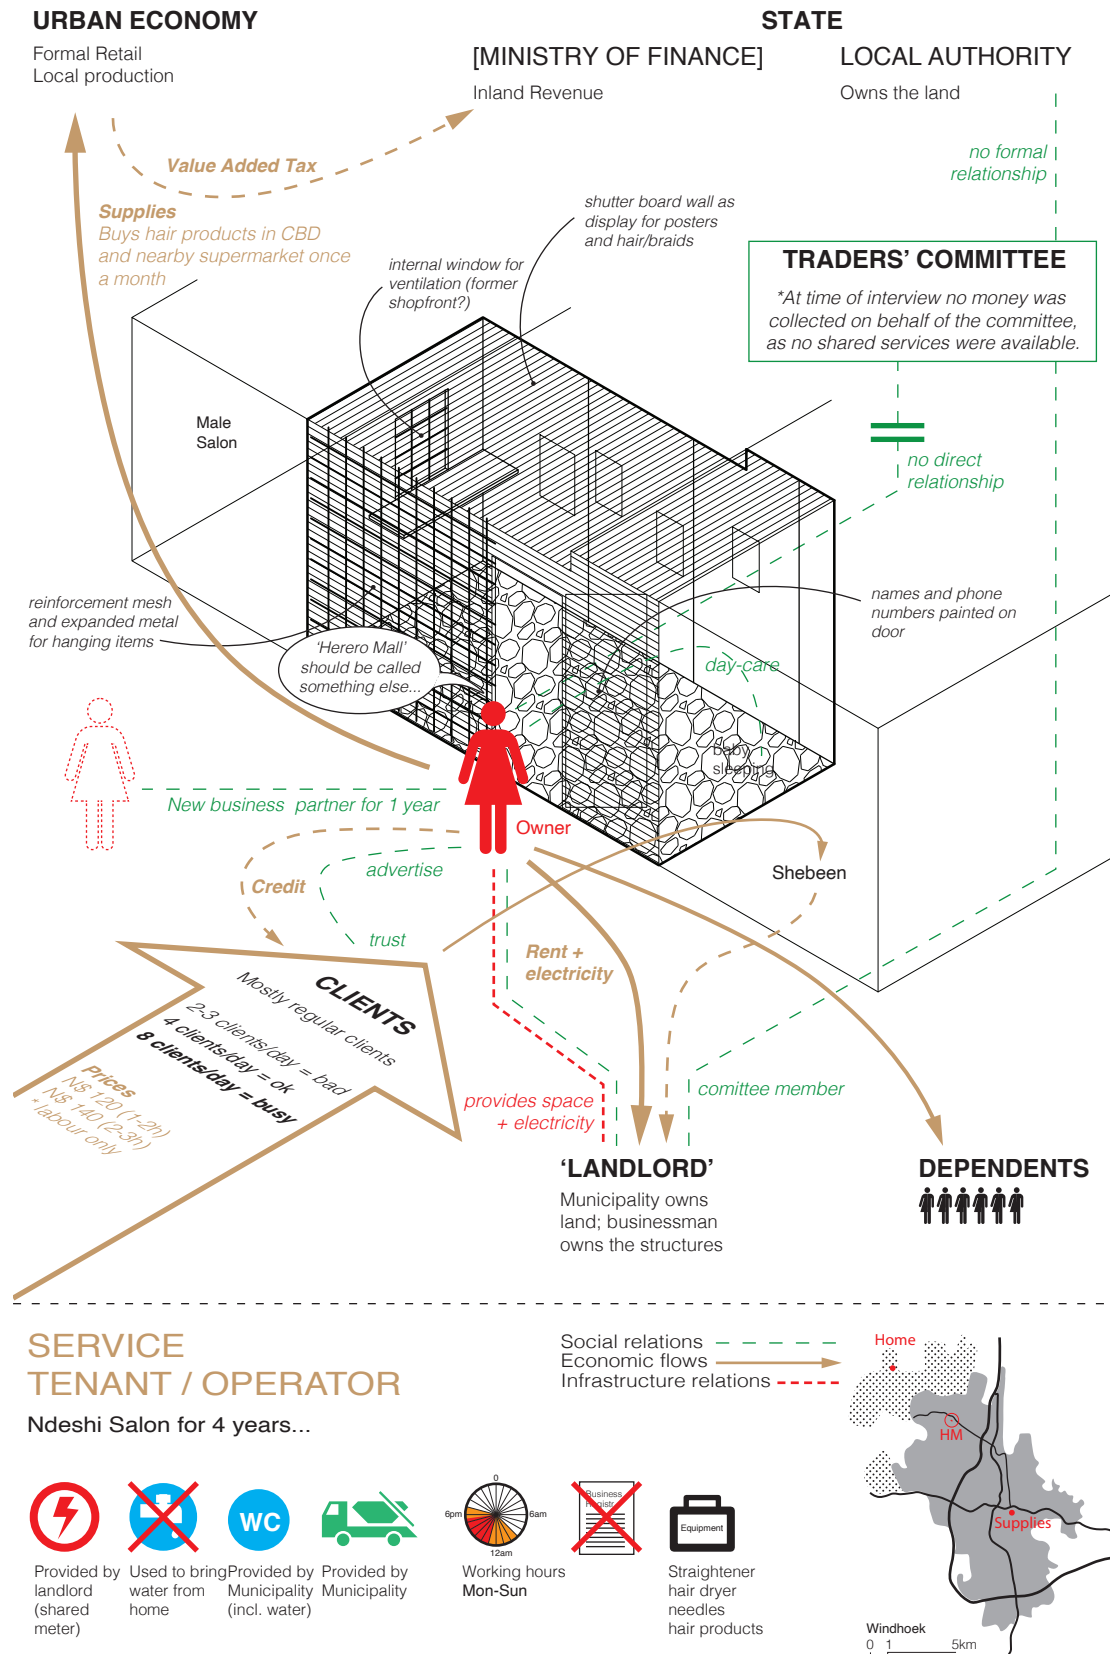 URBAN ECONOMY
Formal Retail
Local production
STATE
[MINISTRY OF FINANCE]
Inland Revenue
LOCAL AUTHORITY
Owns the land
Value Added Tax
no formal
relationship
Supplies
Buys hair products in CBD
and nearby supermarket once
a month
shutter board wall as
display for posters
and hair/braids
internal window for
ventilation (former
shopfront?)
TRADERS’ COMMITTEE
*At time of interview no money was
collected on behalf of the committee,
as no shared services were available.
Male
Salon
no direct
relationship
reinforcement mesh
and expanded metal
for hanging items
names and phone
numbers painted on
door
‘Herero Mall’
should be called
something else...
day-care
baby
sleeping
New business partner for 1 year
Owner
advertise
Credit
trust
Shebeen
Rent +
electricity
CLIENTS
Mostly regular clients
2-3 clients/day = bad
4 clients/day = ok
8 clients/day = busy
Prices
N$ 120 (1-2h)
N$ 140 (2-3h)
* labour only
provides space
+ electricity
comittee member
‘LANDLORD’
Municipality owns
land; businessman
owns the structures
DEPENDENTS
SERVICE
TENANT / OPERATOR
Ndeshi Salon for 4 years...
Social relations
Economic flows
Infrastructure relations
Home
HM
Supplies
Windhoek
0 1 5km
WC
0
6pm
6am
12am
Business
Registr.
Equipment
Provided by
landlord
(shared
meter)
Used to bring
water from
home
Provided by
Municipality
(incl. water)
Provided by
Municipality
Working hours
Mon-Sun
Straightener
hair dryer
needles
hair products